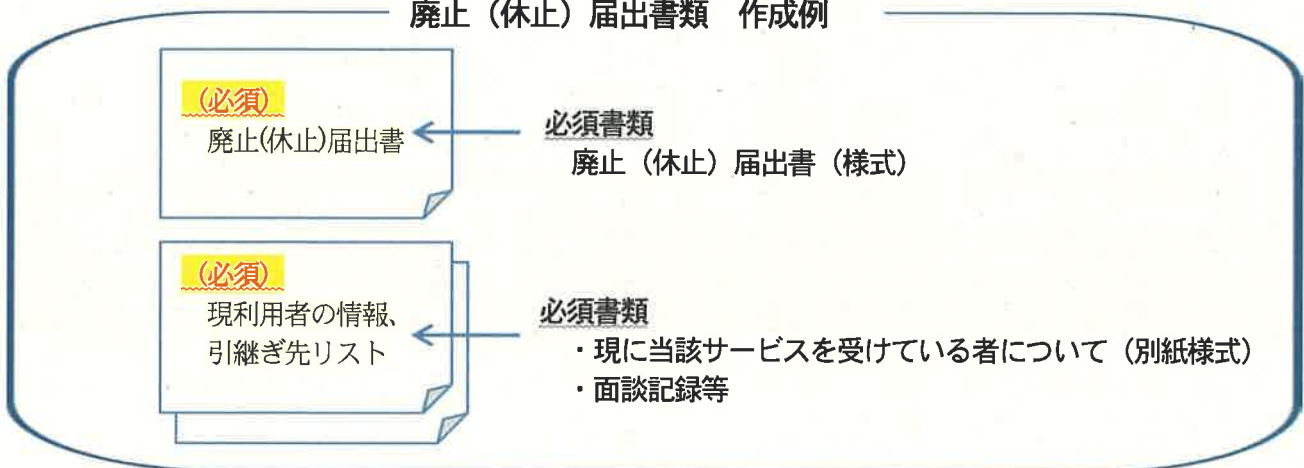 廃止（休止）届出書類　作成例
（必須）
廃止(休止)届出書
必須書類
廃止（休止）届出書（様式）
（必須）
現利用者の情報、
引継ぎ先リスト
必須書類
・現に当該サービスを受けている者について（別紙様式）
・面談記録等